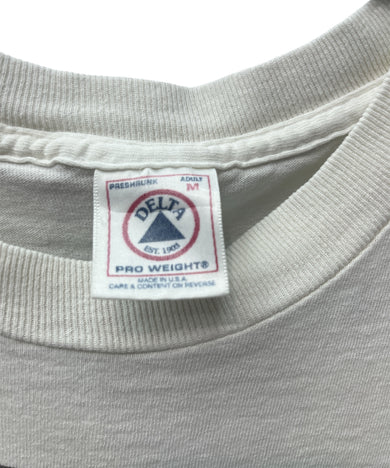 PRESHRUNK ADULT
M
DELTA
EST. 1903
PRO WEIGHT®
MADE IN U.S.A.
CARE & CONTENT ON REVERSE